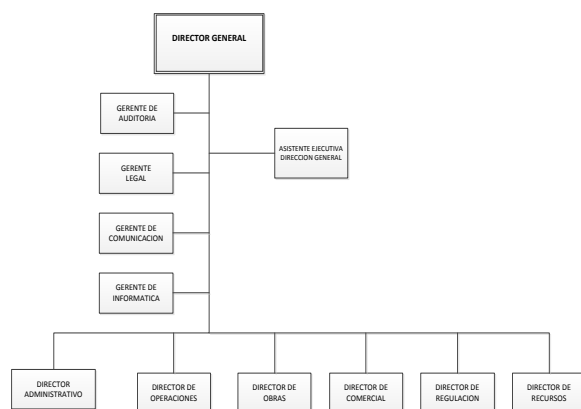 DIRECTOR GENERAL
GERENTE DE
AUDITORIA
ASISTENTE EJECUTIVA
DIRECCION GENERAL
GERENTE
LEGAL
GERENTE DE
COMUNICACION
GERENTE DE
INFORMATICA
DIRECTOR
ADMINISTRATIVO
DIRECTOR DE
OPERACIONES
DIRECTOR DE
OBRAS
DIRECTOR DE
COMERCIAL
DIRECTOR DE
REGULACION
DIRECTOR DE
RECURSOS